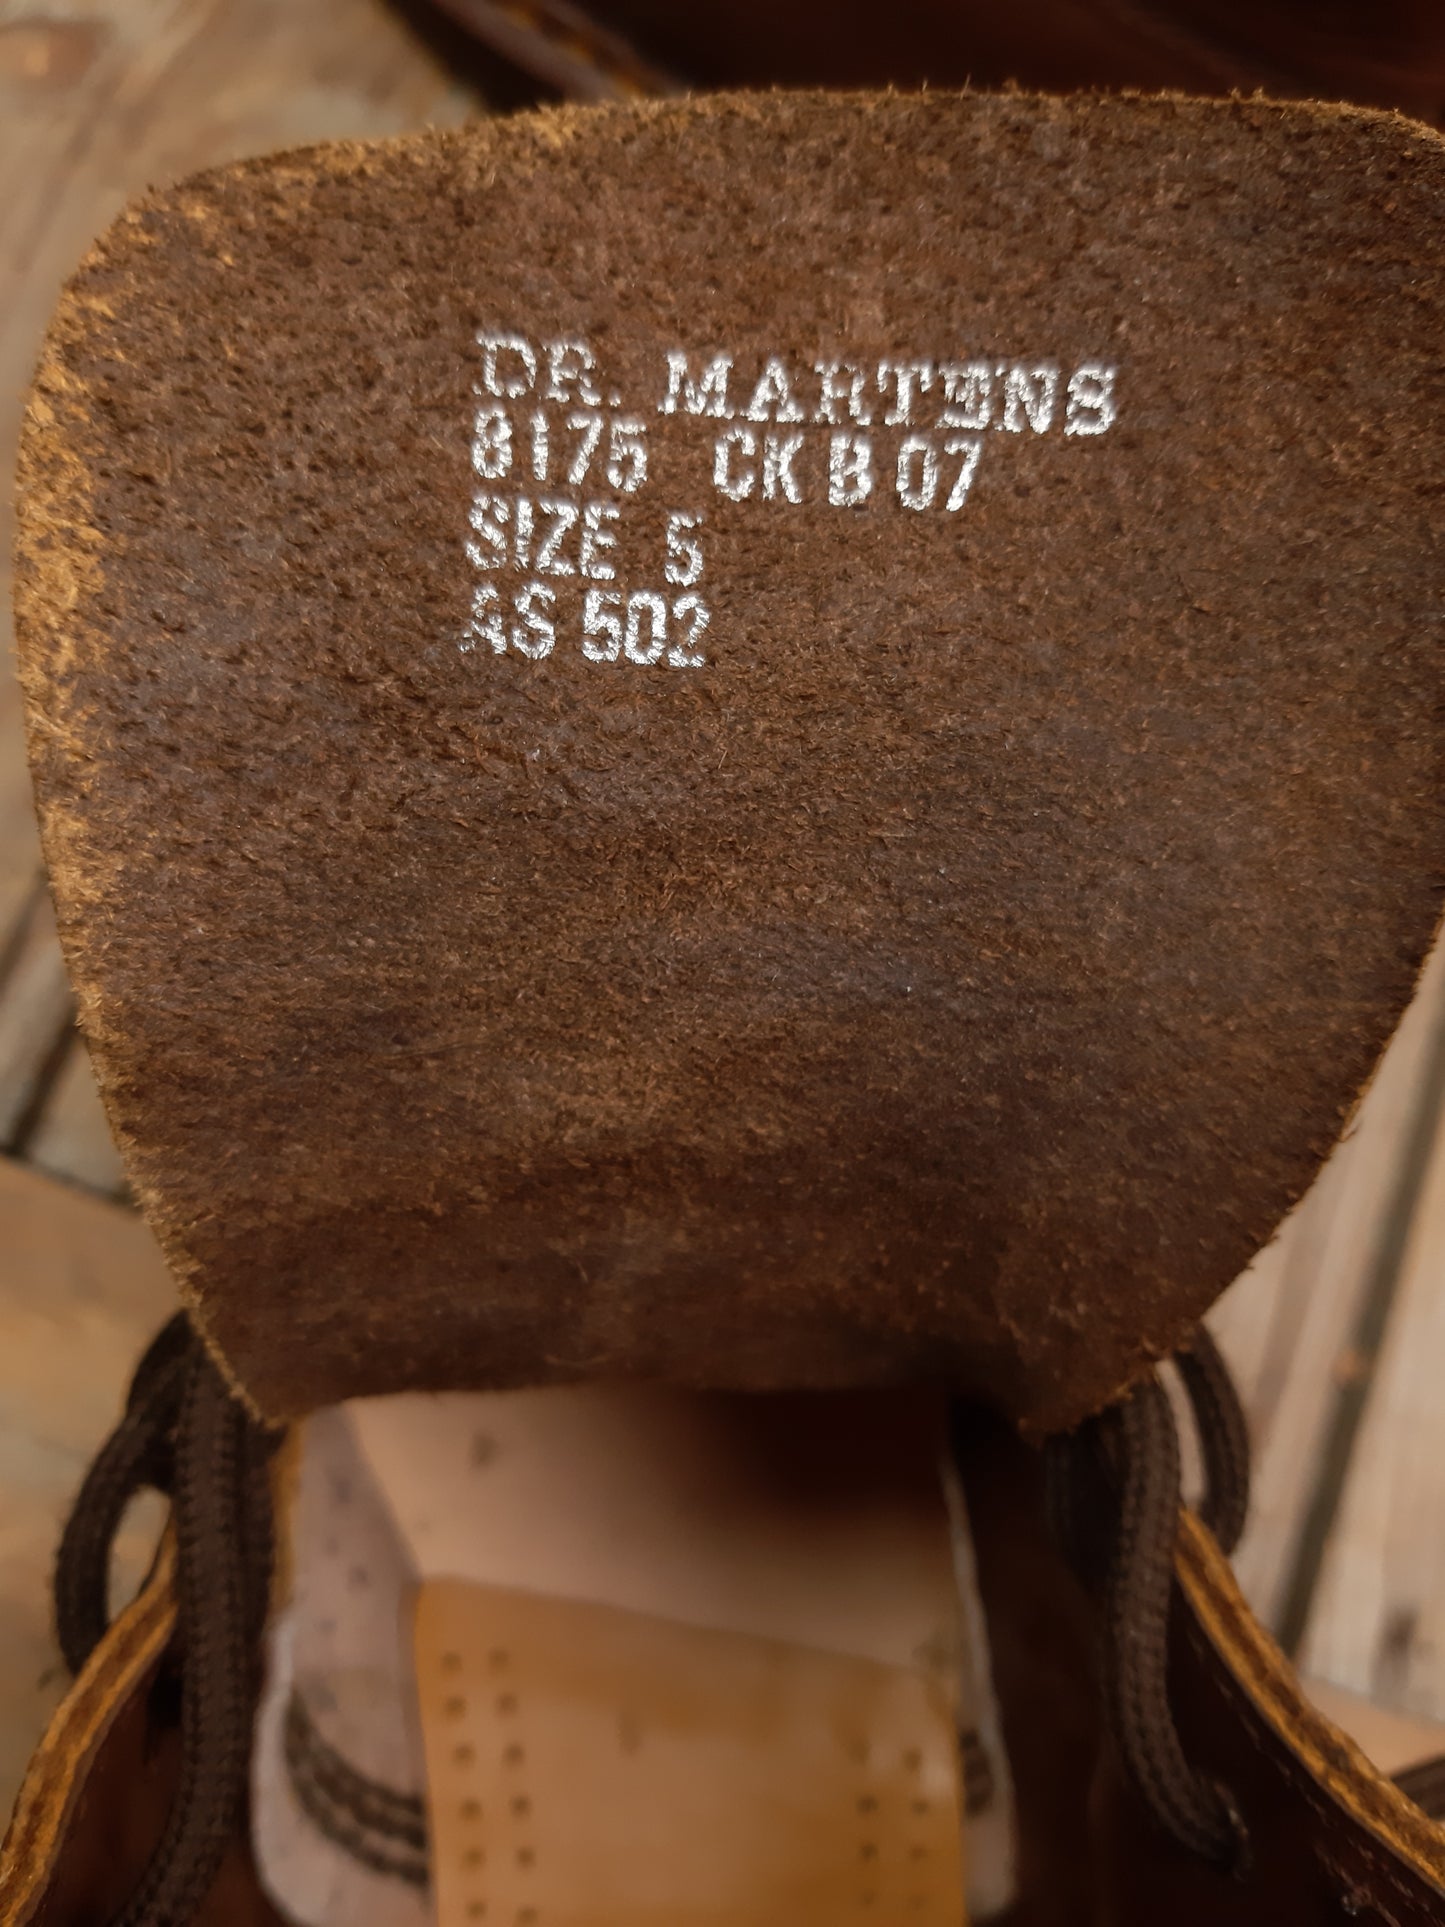 DR. MARTENS
8175 CK B 07
SIZE 5
AS 502